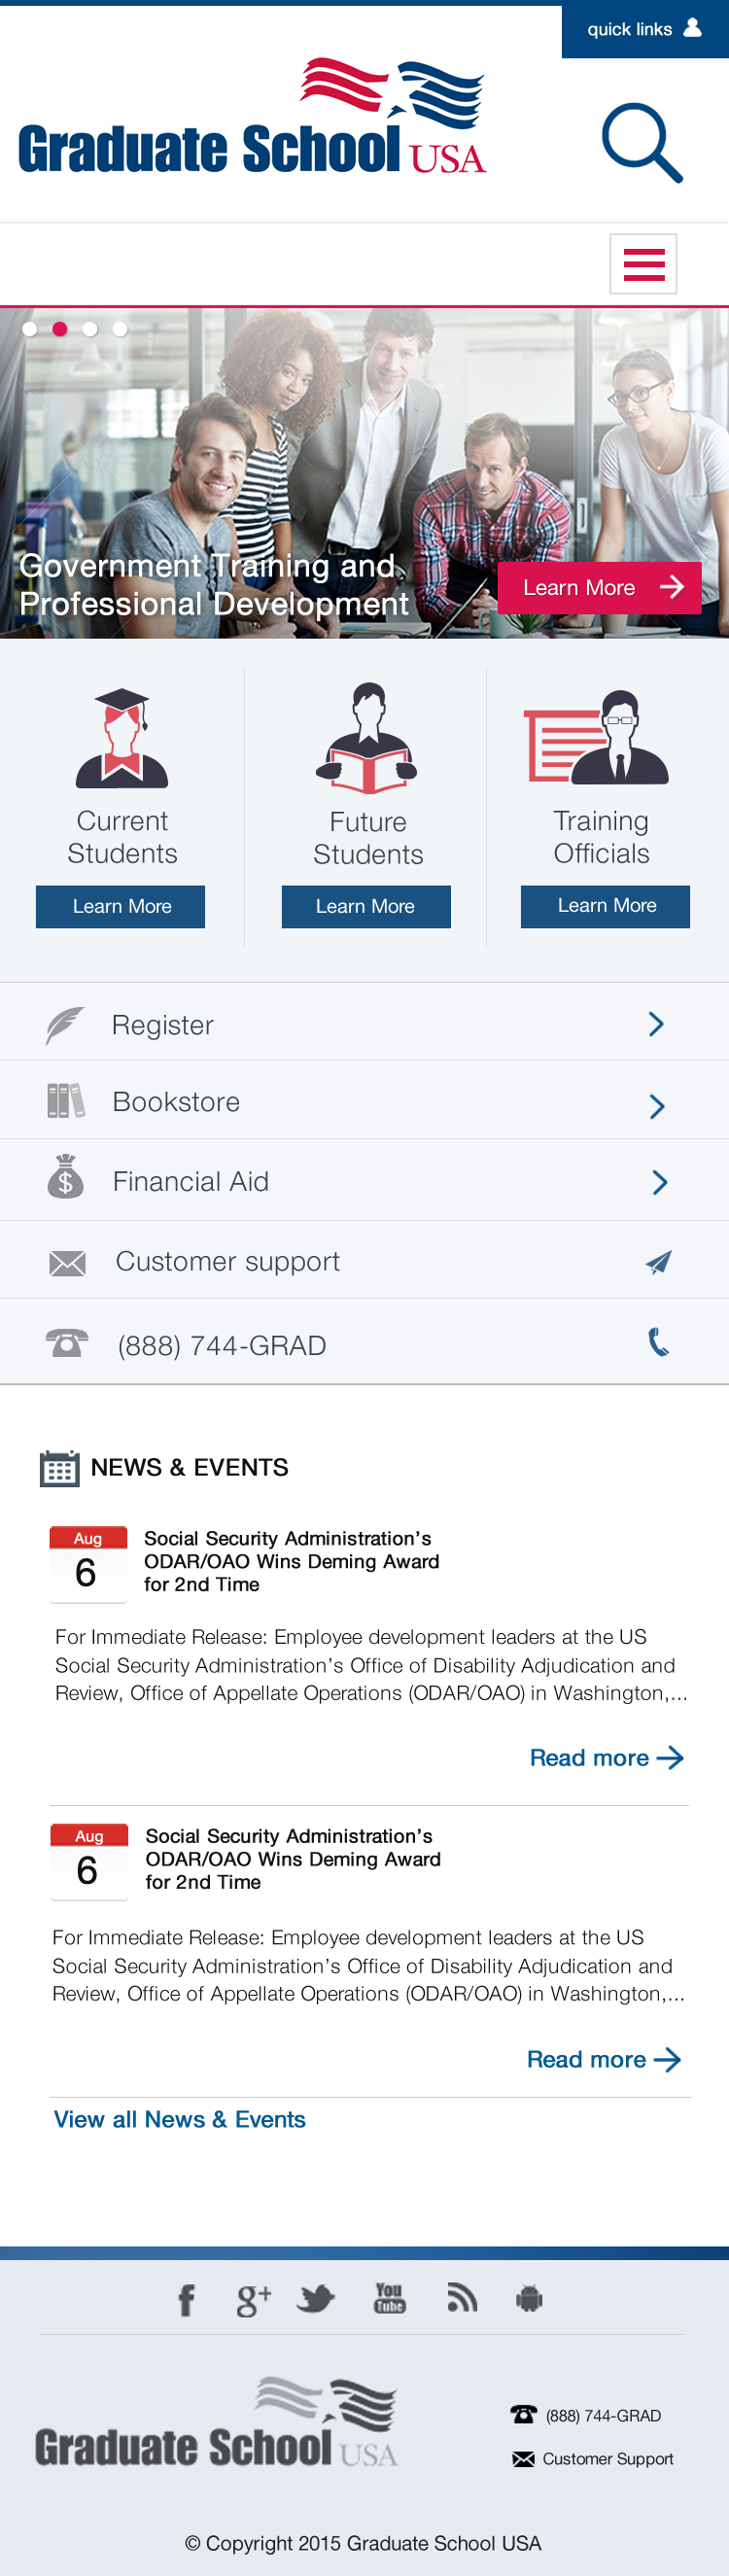 quick links
Graduate School USA
Government Training and
Professional Development
Learn More
Current
Students
Learn More
Future
Students
Learn More
Training
Officials
Learn More
Register
Bookstore
$
Financial Aid
Customer support
(888) 744-GRAD
NEWS & EVENTS
Aug
6
Social Security Administration’s
ODAR/OAO Wins Deming Award
for 2nd Time
For Immediate Release: Employee development leaders at the US
Social Security Administration’s Office of Disability Adjudication and
Review, Office of Appellate Operations (ODAR/OAO) in Washington,...
Read more
Aug
6
Social Security Administration’s
ODAR/OAO Wins Deming Award
for 2nd Time
For Immediate Release: Employee development leaders at the US
Social Security Administration’s Office of Disability Adjudication and
Review, Office of Appellate Operations (ODAR/OAO) in Washington,...
Read more
View all News & Events
f g+ You Tube
Graduate School USA
(888) 744-GRAD
Customer Support
© Copyright 2015 Graduate School USA